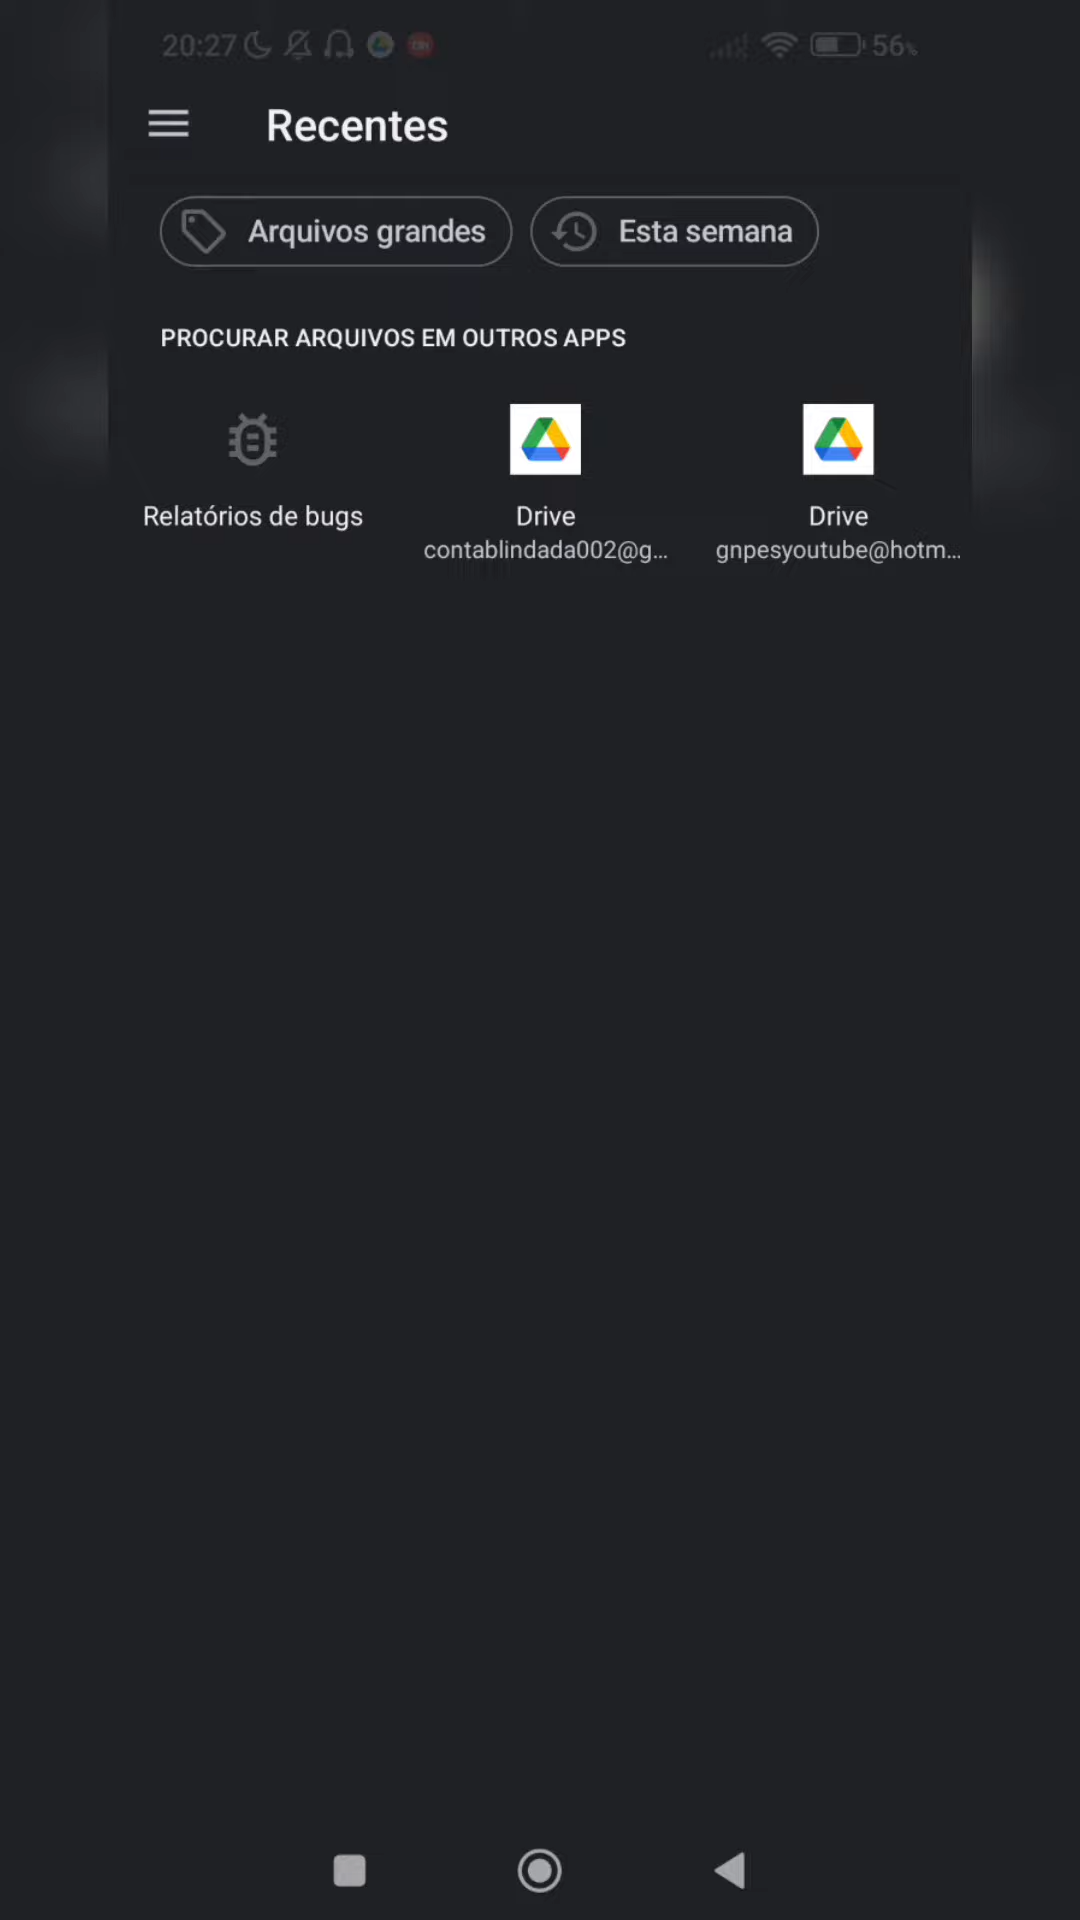 20:27
56%
Recentes
Arquivos grandes
Esta semana
PROCURAR ARQUIVOS EM OUTROS APPS
Relatórios de bugs
Drive
contablindada002@g...
Drive
gnpesyoutube@hotm...